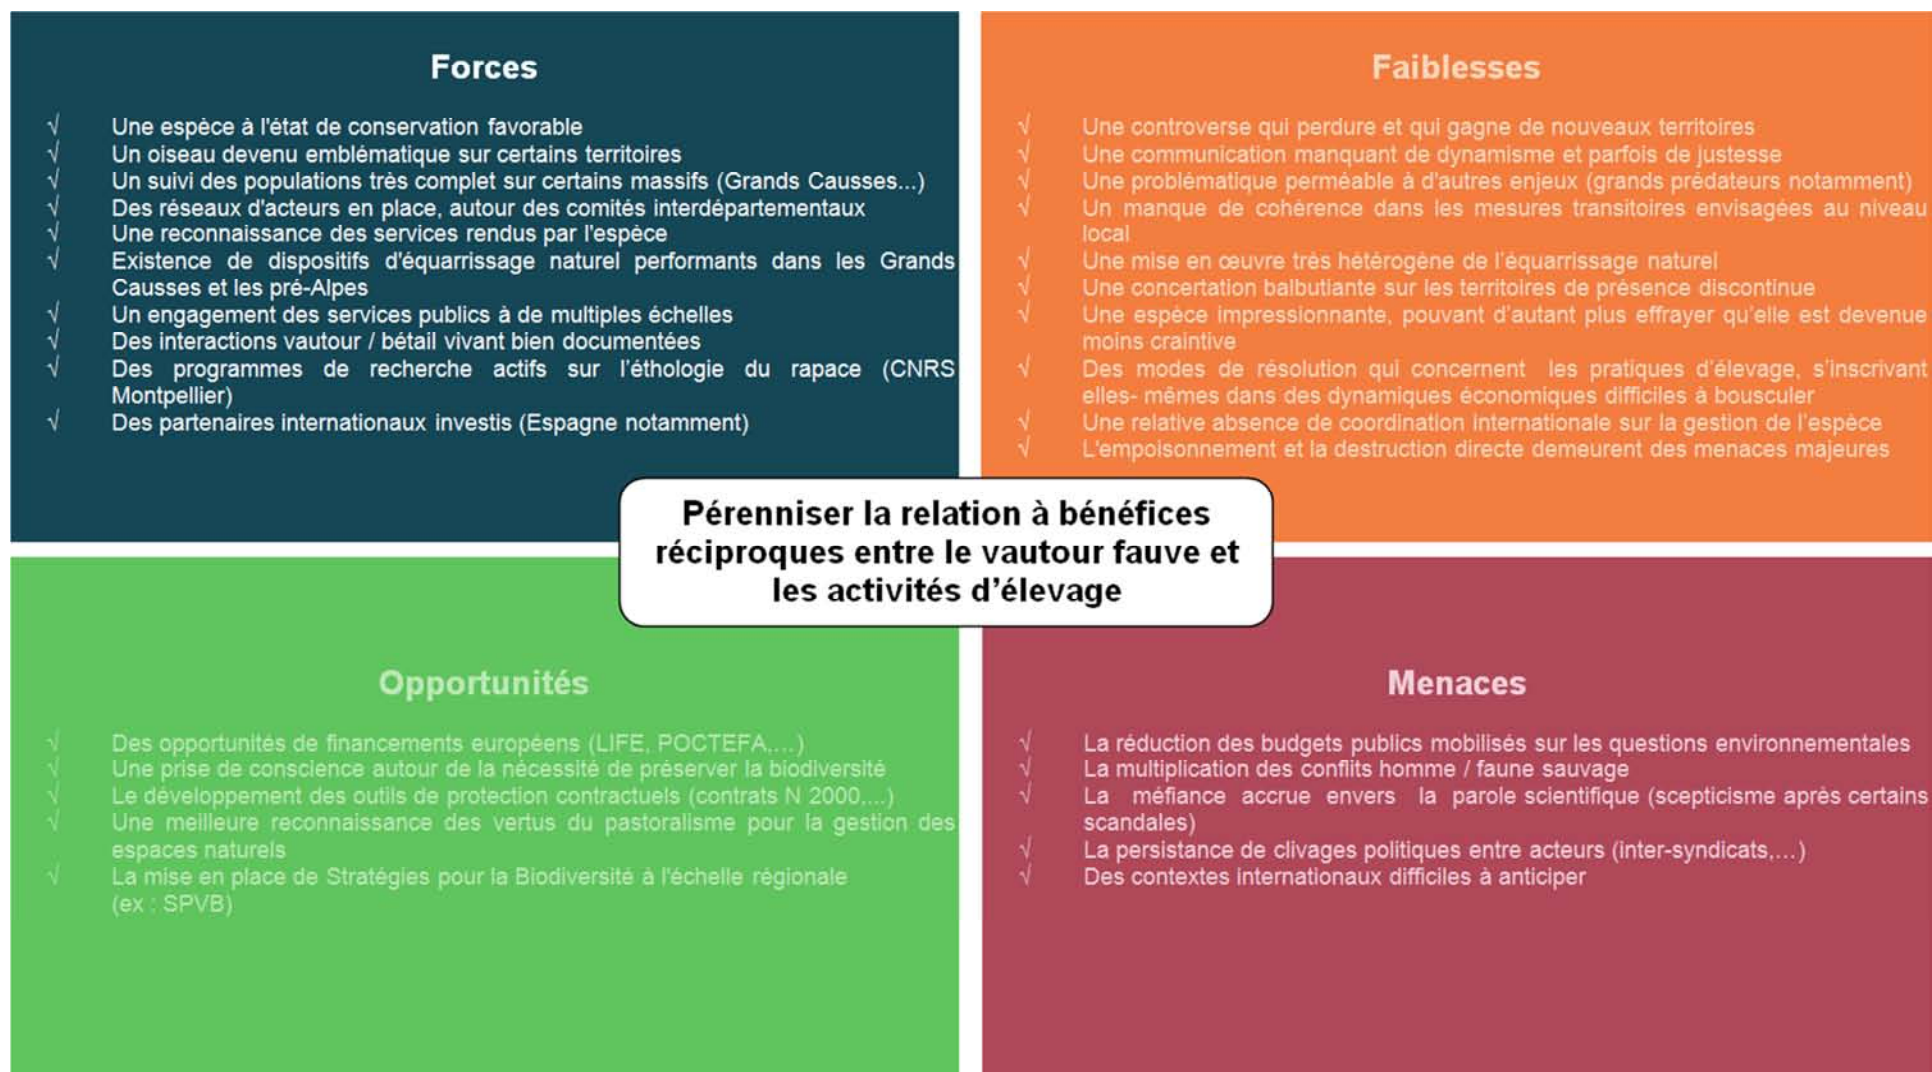 Forces
√ Une espèce à l'état de conservation favorable
√ Un oiseau devenu emblématique sur certains territoires
√ Un suivi des populations très complet sur certains massifs (Grands Causses...)
√ Des réseaux d'acteurs en place, autour des comités interdépartementaux
√ Une reconnaissance des services rendus par l'espèce
√ Existence de dispositifs d'équarrissage naturel performants dans les Grands
Causses et les pré-Alpes
√ Un engagement des services publics à de multiples échelles
√ Des interactions vautour / bétail vivant bien documentées
√ Des programmes de recherche actifs sur l'éthologie du rapace (CNRS
Montpellier)
√ Des partenaires internationaux investis (Espagne notamment)
Faiblesses
√ Une controverse qui perdure et qui gagne de nouveaux territoires
√ Une communication manquant de dynamisme et parfois de justesse
√ Une problématique perméable à d'autres enjeux (grands prédateurs notamment)
√ Un manque de cohérence dans les mesures transitoires envisagées au niveau
local
√ Une mise en œuvre très hétérogène de l'équarrissage naturel
√ Une concertation balbutiante sur les territoires de présence discontinue
√ Une espèce impressionnante, pouvant d'autant plus effrayer qu'elle est devenue
moins craintive
√ Des modes de résolution qui concernent les pratiques d'élevage, s'inscrivant
elles- mêmes dans des dynamiques économiques difficiles à bousculer
√ Une relative absence de coordination internationale sur la gestion de l'espèce
√ L'empoisonnement et la destruction directe demeurent des menaces majeures
Pérenniser la relation à bénéfices
réciproques entre le vautour fauve et
les activités d'élevage
Opportunités
√ Des opportunités de financements européens (LIFE, POCTEFA,...)
√ Une prise de conscience autour de la nécessité de préserver la biodiversité
√ Le développement des outils de protection contractuels (contrats N 2000,...)
√ Une meilleure reconnaissance des vertus du pastoralisme pour la gestion des
espaces naturels
√ La mise en place de Stratégies pour la Biodiversité à l'échelle régionale
(ex : SPVB)
Menaces
√ La réduction des budgets publics mobilisés sur les questions environnementales
√ La multiplication des conflits homme / faune sauvage
√ La méfiance accrue envers la parole scientifique (scepticisme après certains
scandales)
√ La persistance de clivages politiques entre acteurs (inter-syndicats,...)
√ Des contextes internationaux difficiles à anticiper